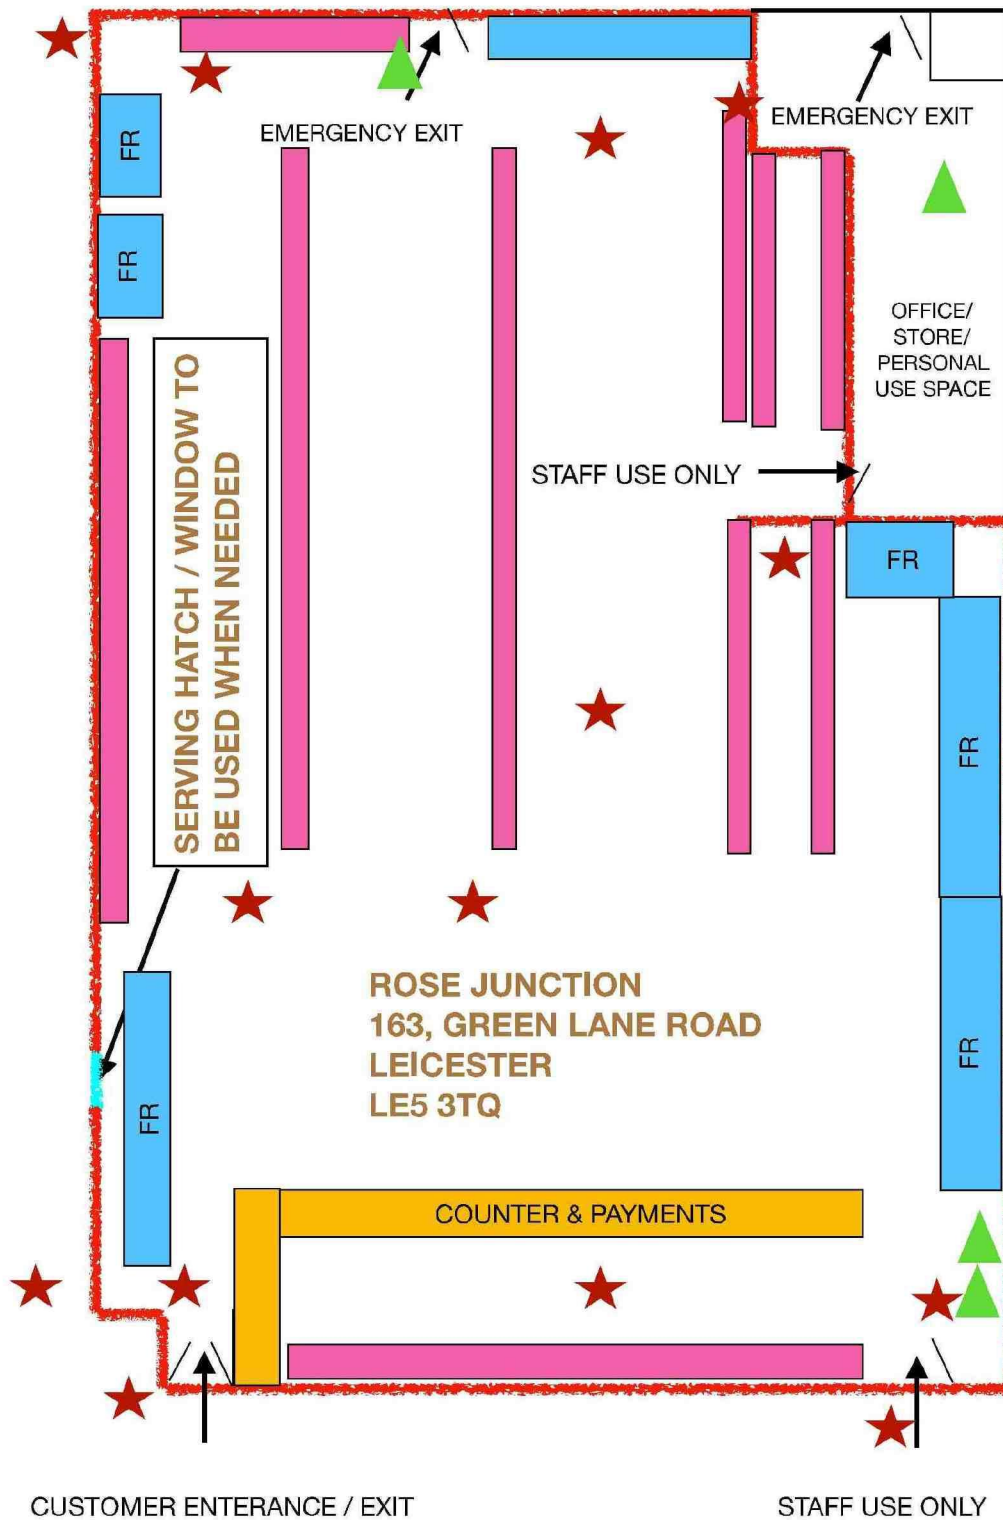 EMERGENCY EXIT
EMERGENCY EXIT
FR
FR
OFFICE/
STORE/
PERSONAL
USE SPACE
SERVING HATCH / WINDOW TO
BE USED WHEN NEEDED
STAFF USE ONLY
FR
FR
FR
ROSE JUNCTION
163, GREEN LANE ROAD
LEICESTER
LE5 3TQ
FR
COUNTER & PAYMENTS
CUSTOMER ENTERANCE / EXIT
STAFF USE ONLY